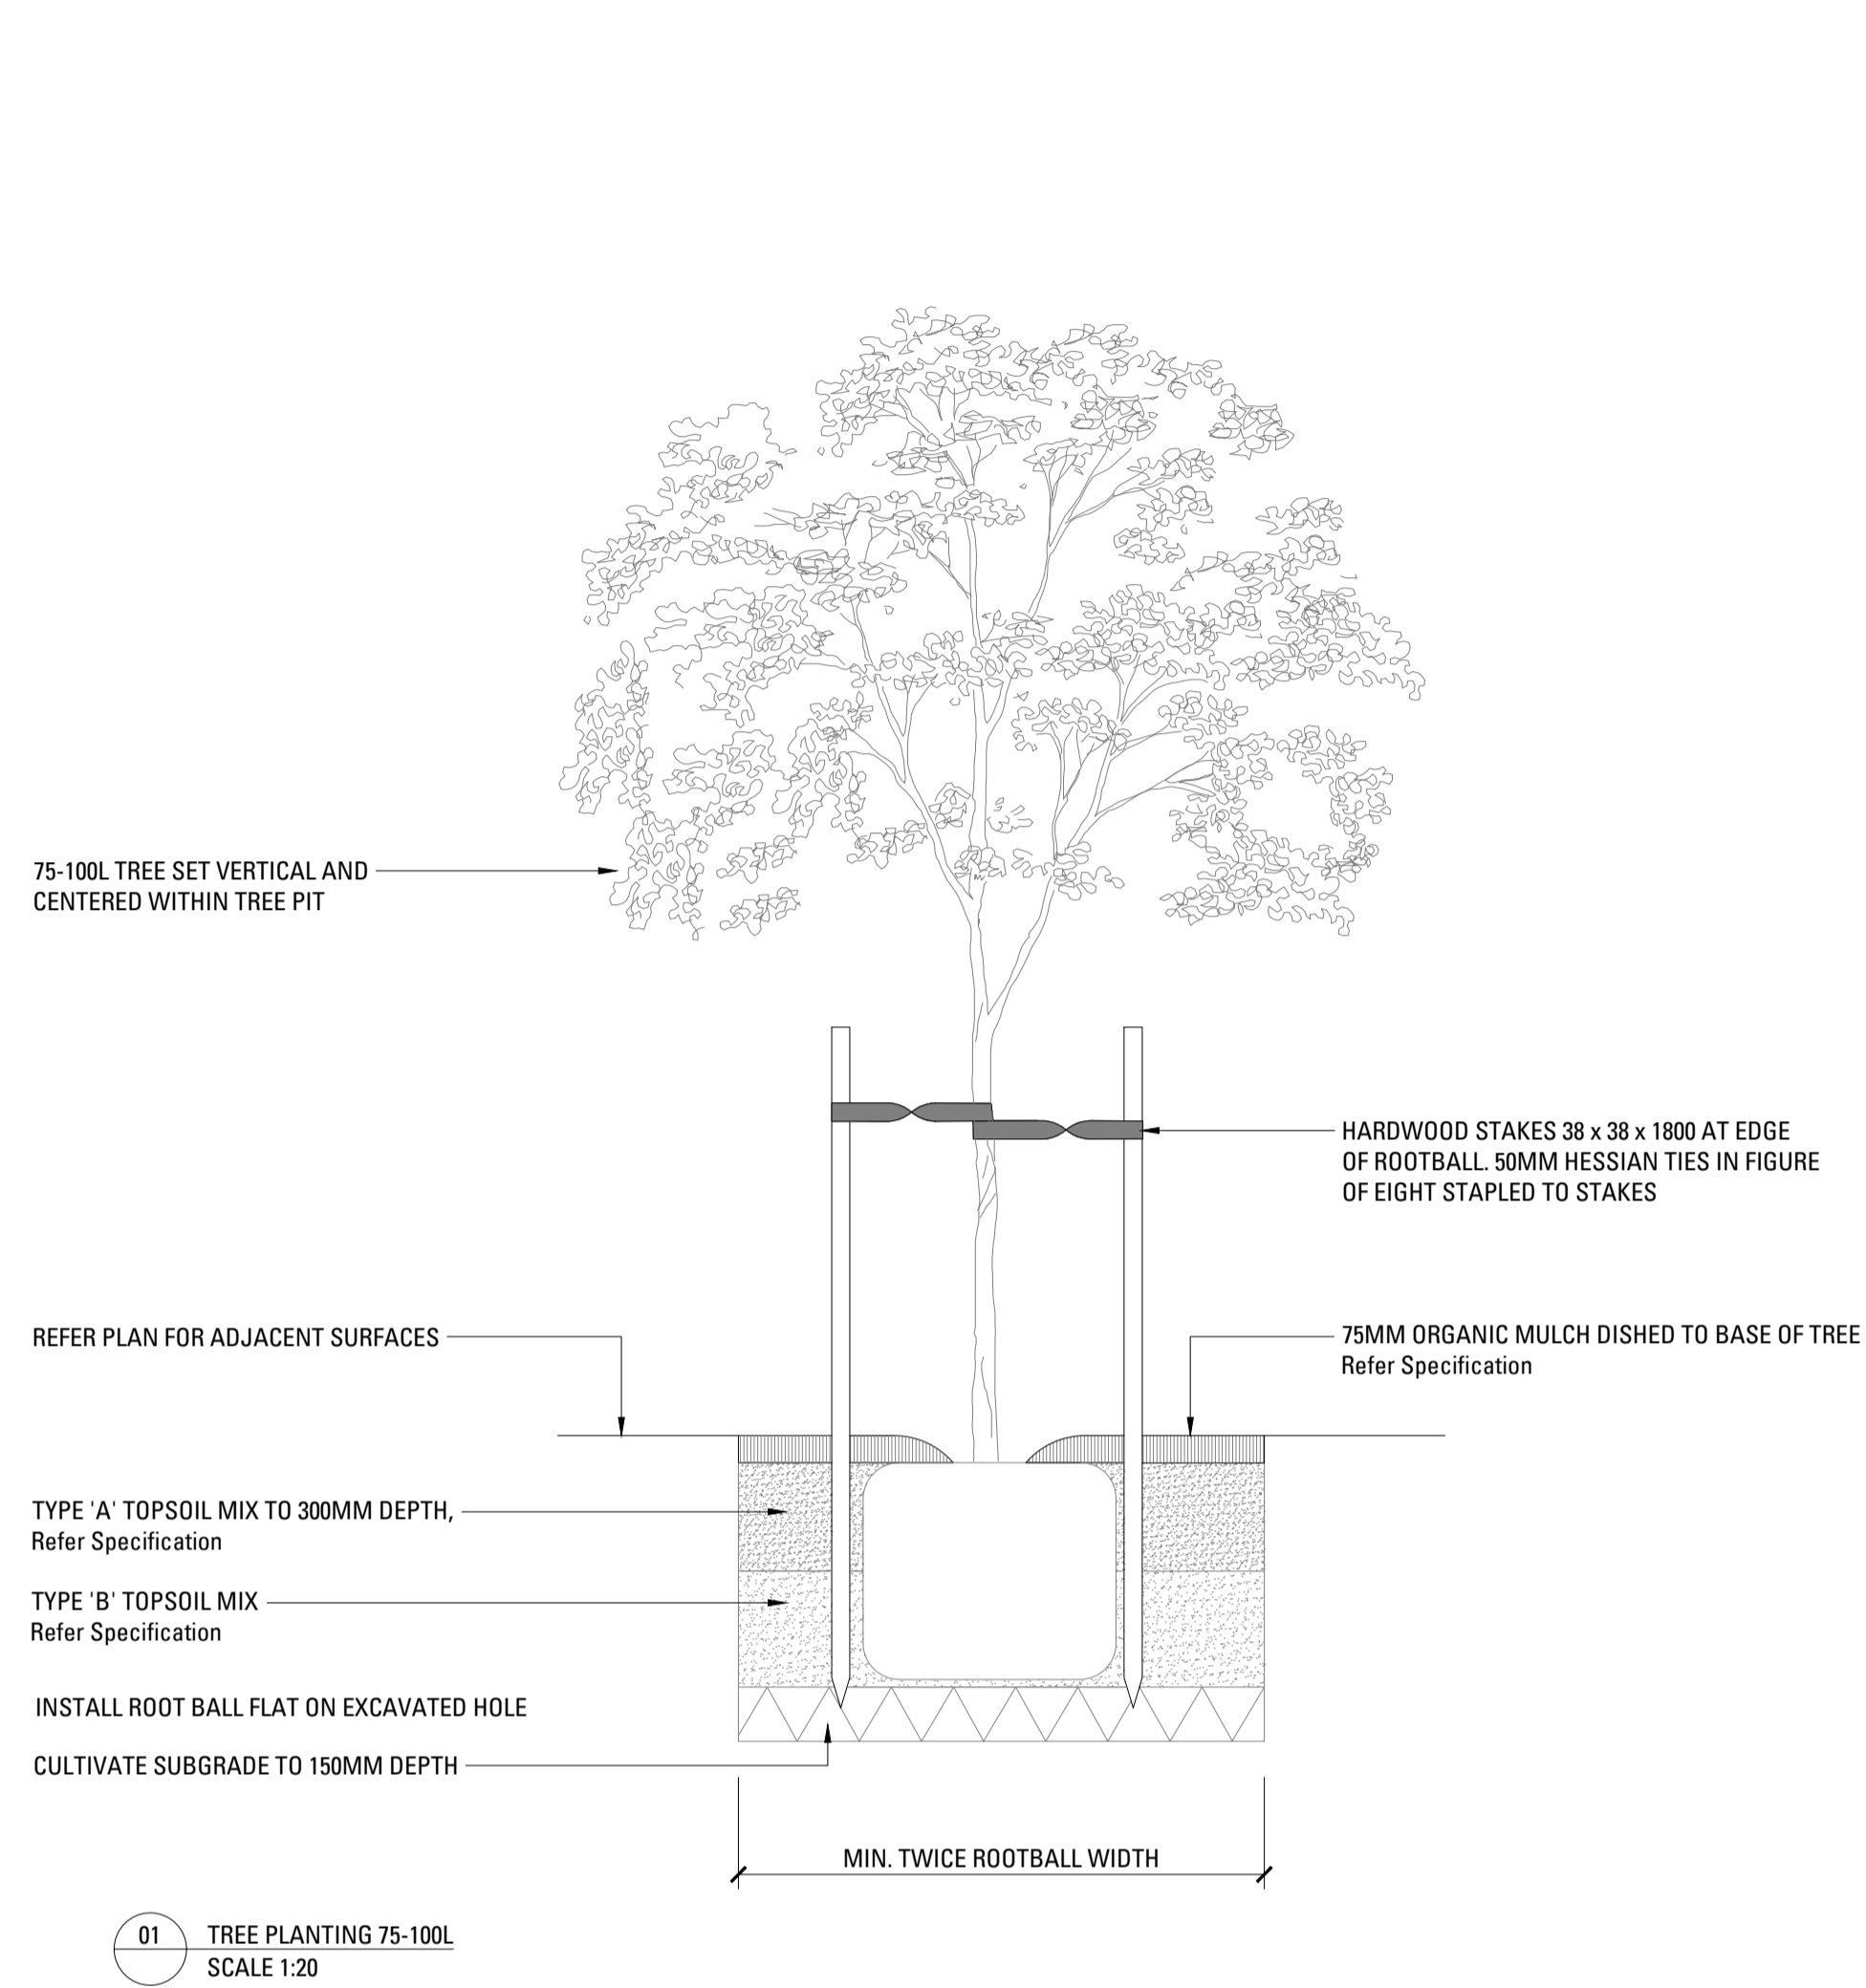 75-100L TREE SET VERTICAL AND
CENTERED WITHIN TREE PIT
HARDWOOD STAKES 38 x 38 x 1800 AT EDGE
OF ROOTBALL. 50MM HESSIAN TIES IN FIGURE
OF EIGHT STAPLED TO STAKES
REFER PLAN FOR ADJACENT SURFACES
75MM ORGANIC MULCH DISHED TO BASE OF TREE
Refer Specification
TYPE 'A' TOPSOIL MIX TO 300MM DEPTH,
Refer Specification
TYPE 'B' TOPSOIL MIX
Refer Specification
INSTALL ROOT BALL FLAT ON EXCAVATED HOLE
CULTIVATE SUBGRADE TO 150MM DEPTH
MIN. TWICE ROOTBALL WIDTH
01
TREE PLANTING 75-100L
SCALE 1:20